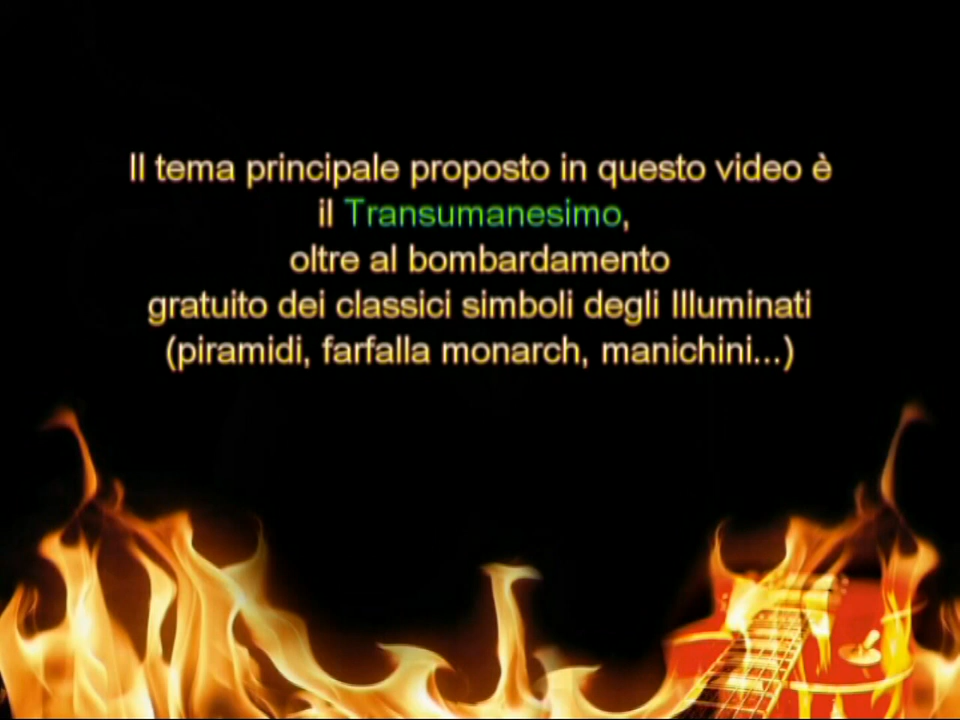 Il tema principale proposto in questo video è
il Transumanesimo,
oltre al bombardamento
gratuito dei classici simboli degli Illuminati
(piramidi, farfalla monarch, manichini...)